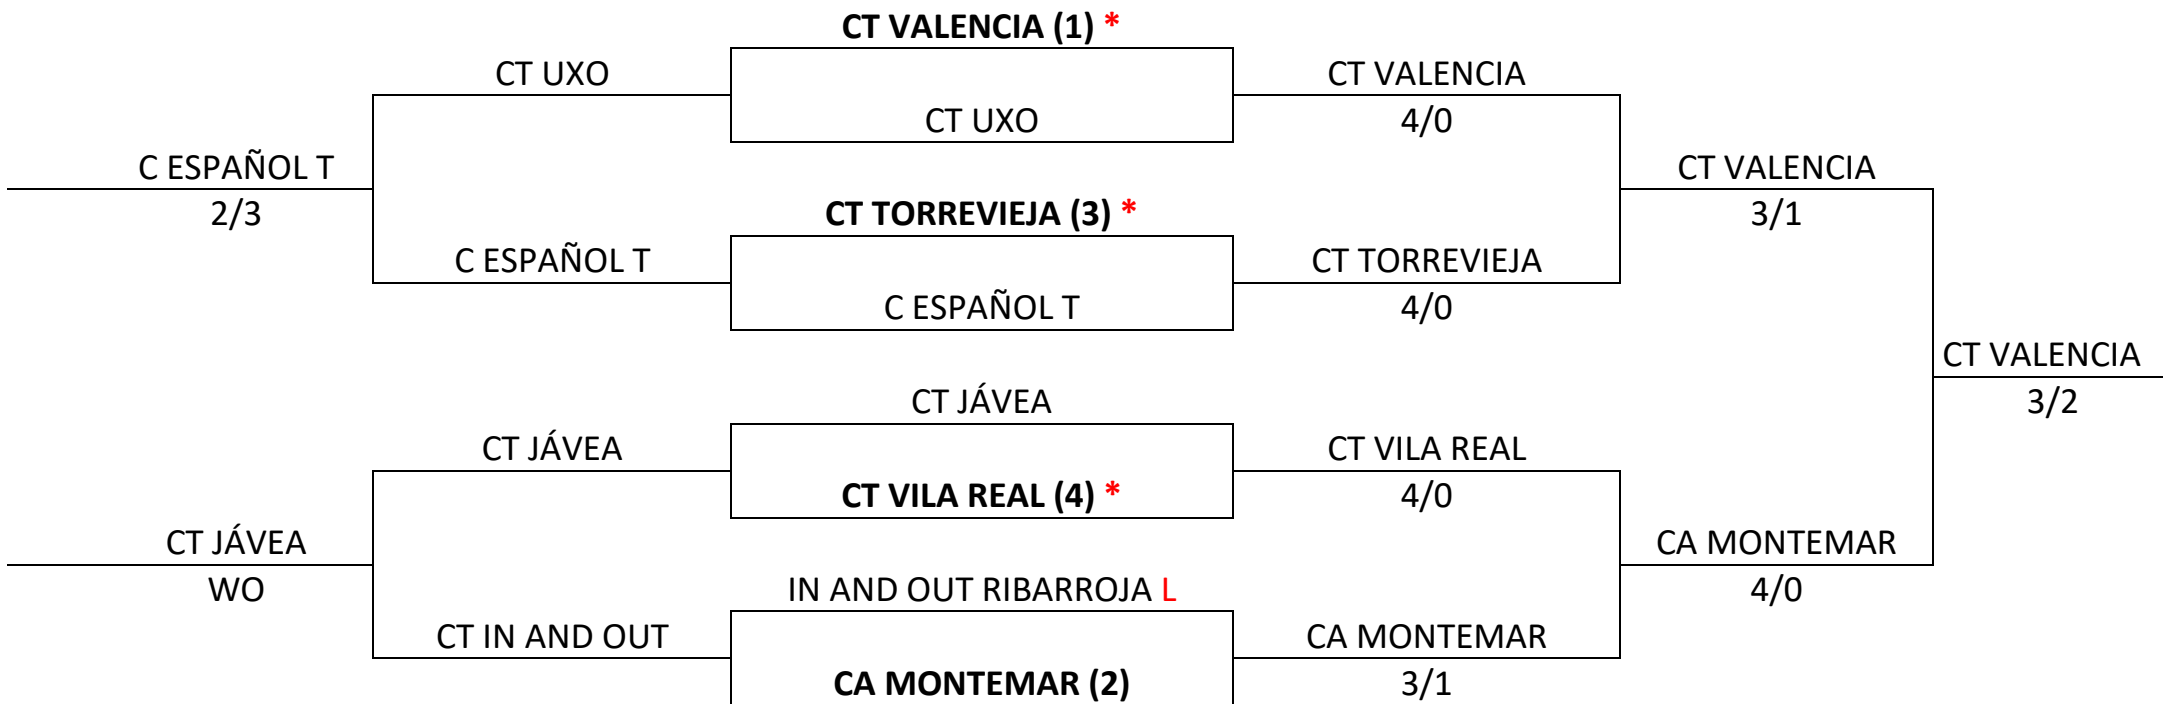 CT VALENCIA (1) *
CT UXO
CT VALENCIA
CT UXO
4/0
C ESPAÑOL T
CT VALENCIA
2/3
CT TORREVIEJA (3) *
3/1
C ESPAÑOL T
CT TORREVIEJA
C ESPAÑOL T
4/0
CT VALENCIA
CT JÁVEA
3/2
CT JÁVEA
CT VILA REAL
CT VILA REAL (4) *
4/0
CT JÁVEA
CA MONTEMAR
WO
IN AND OUT RIBARROJA L
4/0
CT IN AND OUT
CA MONTEMAR
CA MONTEMAR (2)
3/1